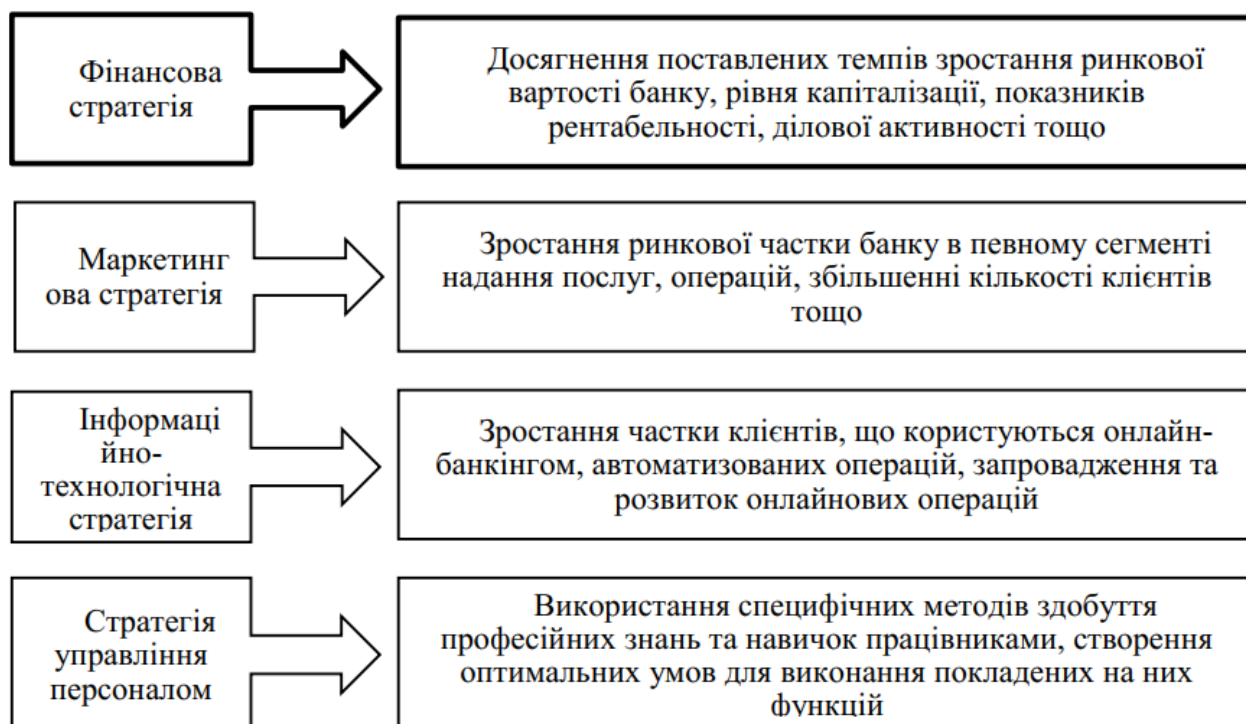 Фінансова
стратегія
Досягнення поставлених темпів зростання ринкової
вартості банку, рівня капіталізації, показників
рентабельності, ділової активності тощо
Маркетинг
ова стратегія
Зростання ринкової частки банку в певному сегменті
надання послуг, операцій, збільшенні кількості клієнтів
тощо
Інформаці
йно-
технологічна
стратегія
Зростання частки клієнтів, що користуються онлайн-
банкінгом, автоматизованих операцій, запровадження та
розвиток онлайнових операцій
Стратегія
управління
персоналом
Використання специфічних методів здобуття
професійних знань та навичок працівниками, створення
оптимальних умов для виконання покладених на них
функцій